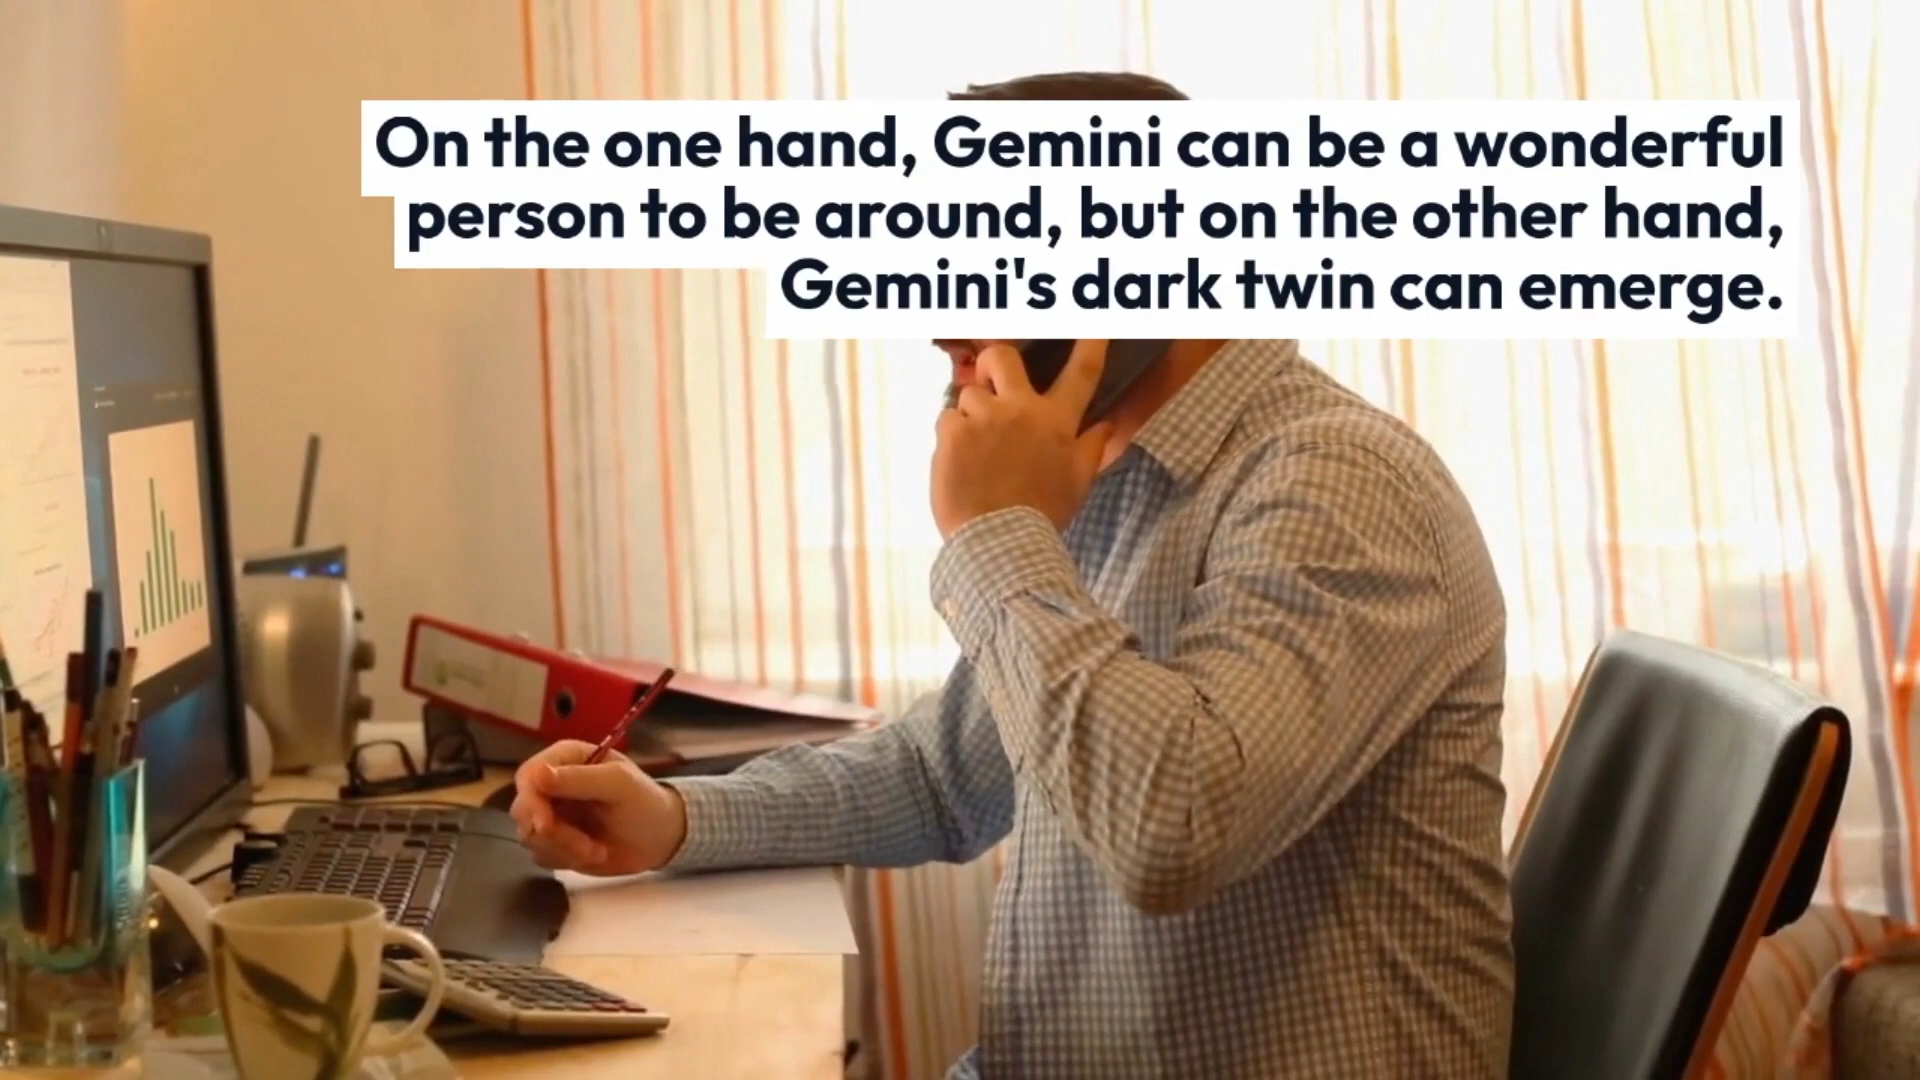 On the one hand, Gemini can be a wonderful
person to be around, but on the other hand,
Gemini's dark twin can emerge.